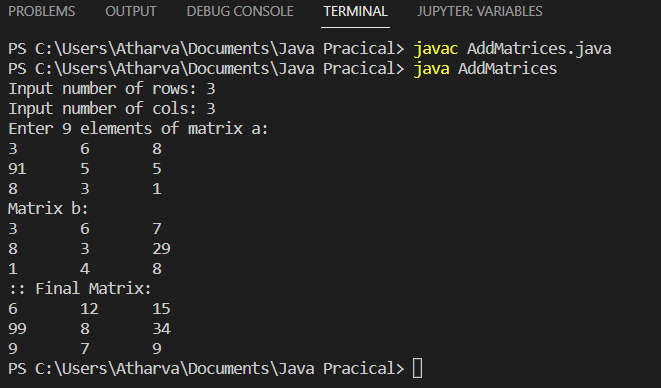 PROBLEMS OUTPUT DEBUG CONSOLE TERMINAL JUPYTER: VARIABLES
PS C:\Users\Atharva\Documents\Java Pracical> javac AddMatrices.java
PS C:\Users\Atharva\Documents\Java Pracical> java AddMatrices
Input number of rows: 3
Input number of cols: 3
Enter 9 elements of matrix a:
3 6 8
91 5 5
8 3 1
Matrix b:
3 6 7
8 3 29
1 4 8
:: Final Matrix:
6 12 15
99 8 34
9 7 9
PS C:\Users\Atharva\Documents\Java Pracical>